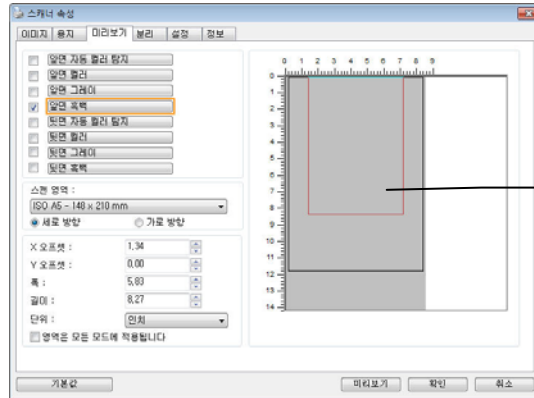 스캐너 속성
이미지 용지 미리보기 분리 설정 정보
앞면 자동 컬러 탐지
앞면 컬러
앞면 그레이
앞면 흑백
뒷면 자동 컬러 탐지
뒷면 컬러
뒷면 그레이
뒷면 흑백
스캔 영역 :
ISO A5 - 148 x 210 mm
세로 방향 가로 방향
X 오프셋 : 1,34
Y 오프셋 : 0,00
폭 : 5,83
길이 : 8,27
단위 : 인치
영역은 모든 모드에 적용됩니다
0 1 2 3 4 5 6 7 8 9
0
1
2
3
4
5
6
7
8
9
10
11
12
13
14
기본값 미리보기 확인 취소